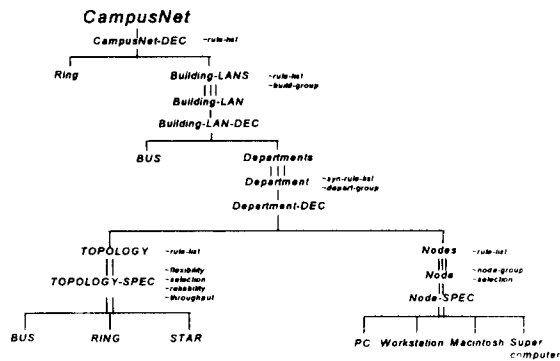 CampusNet
CampusNet-DEC ~rule-list
Ring
Building-LANS ~rule-list
~build-group
Building-LAN
Building-LAN-DEC
BUS
Departments
Department ~syn-rule-list
~depart-group
Department-DEC
TOPOLOGY ~rule-list
TOPOLOGY-SPEC ~flexibility
~selection
~reliability
~throughput
BUS RING STAR
Nodes ~rule-list
Node ~node-group
~selection
Node-SPEC
PC Workstation Macintosh Super
computer